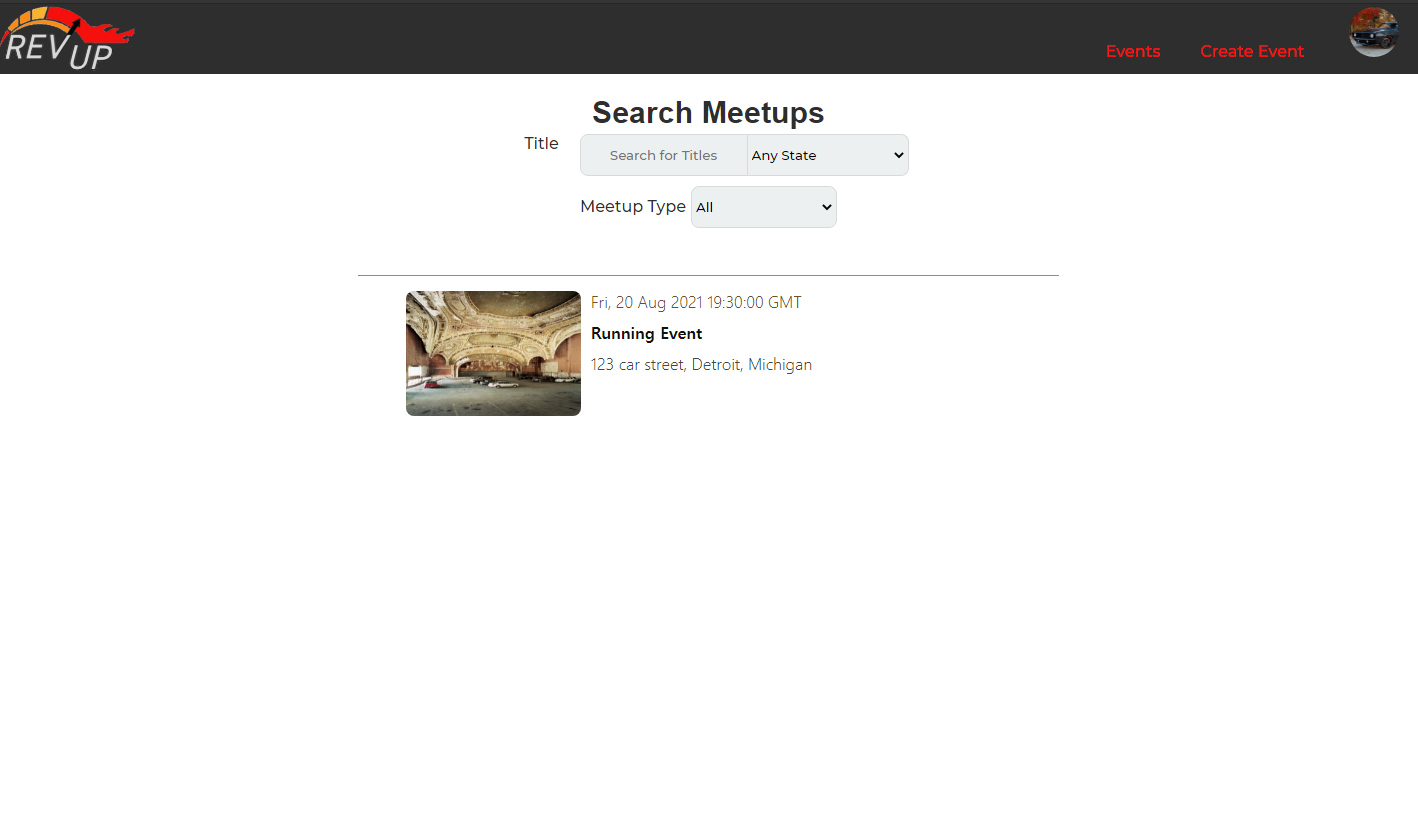 REV UP
Events Create Event
Search Meetups
Title Search for Titles Any State
Meetup Type All
Fri, 20 Aug 2021 19:30:00 GMT
Running Event
123 car street, Detroit, Michigan